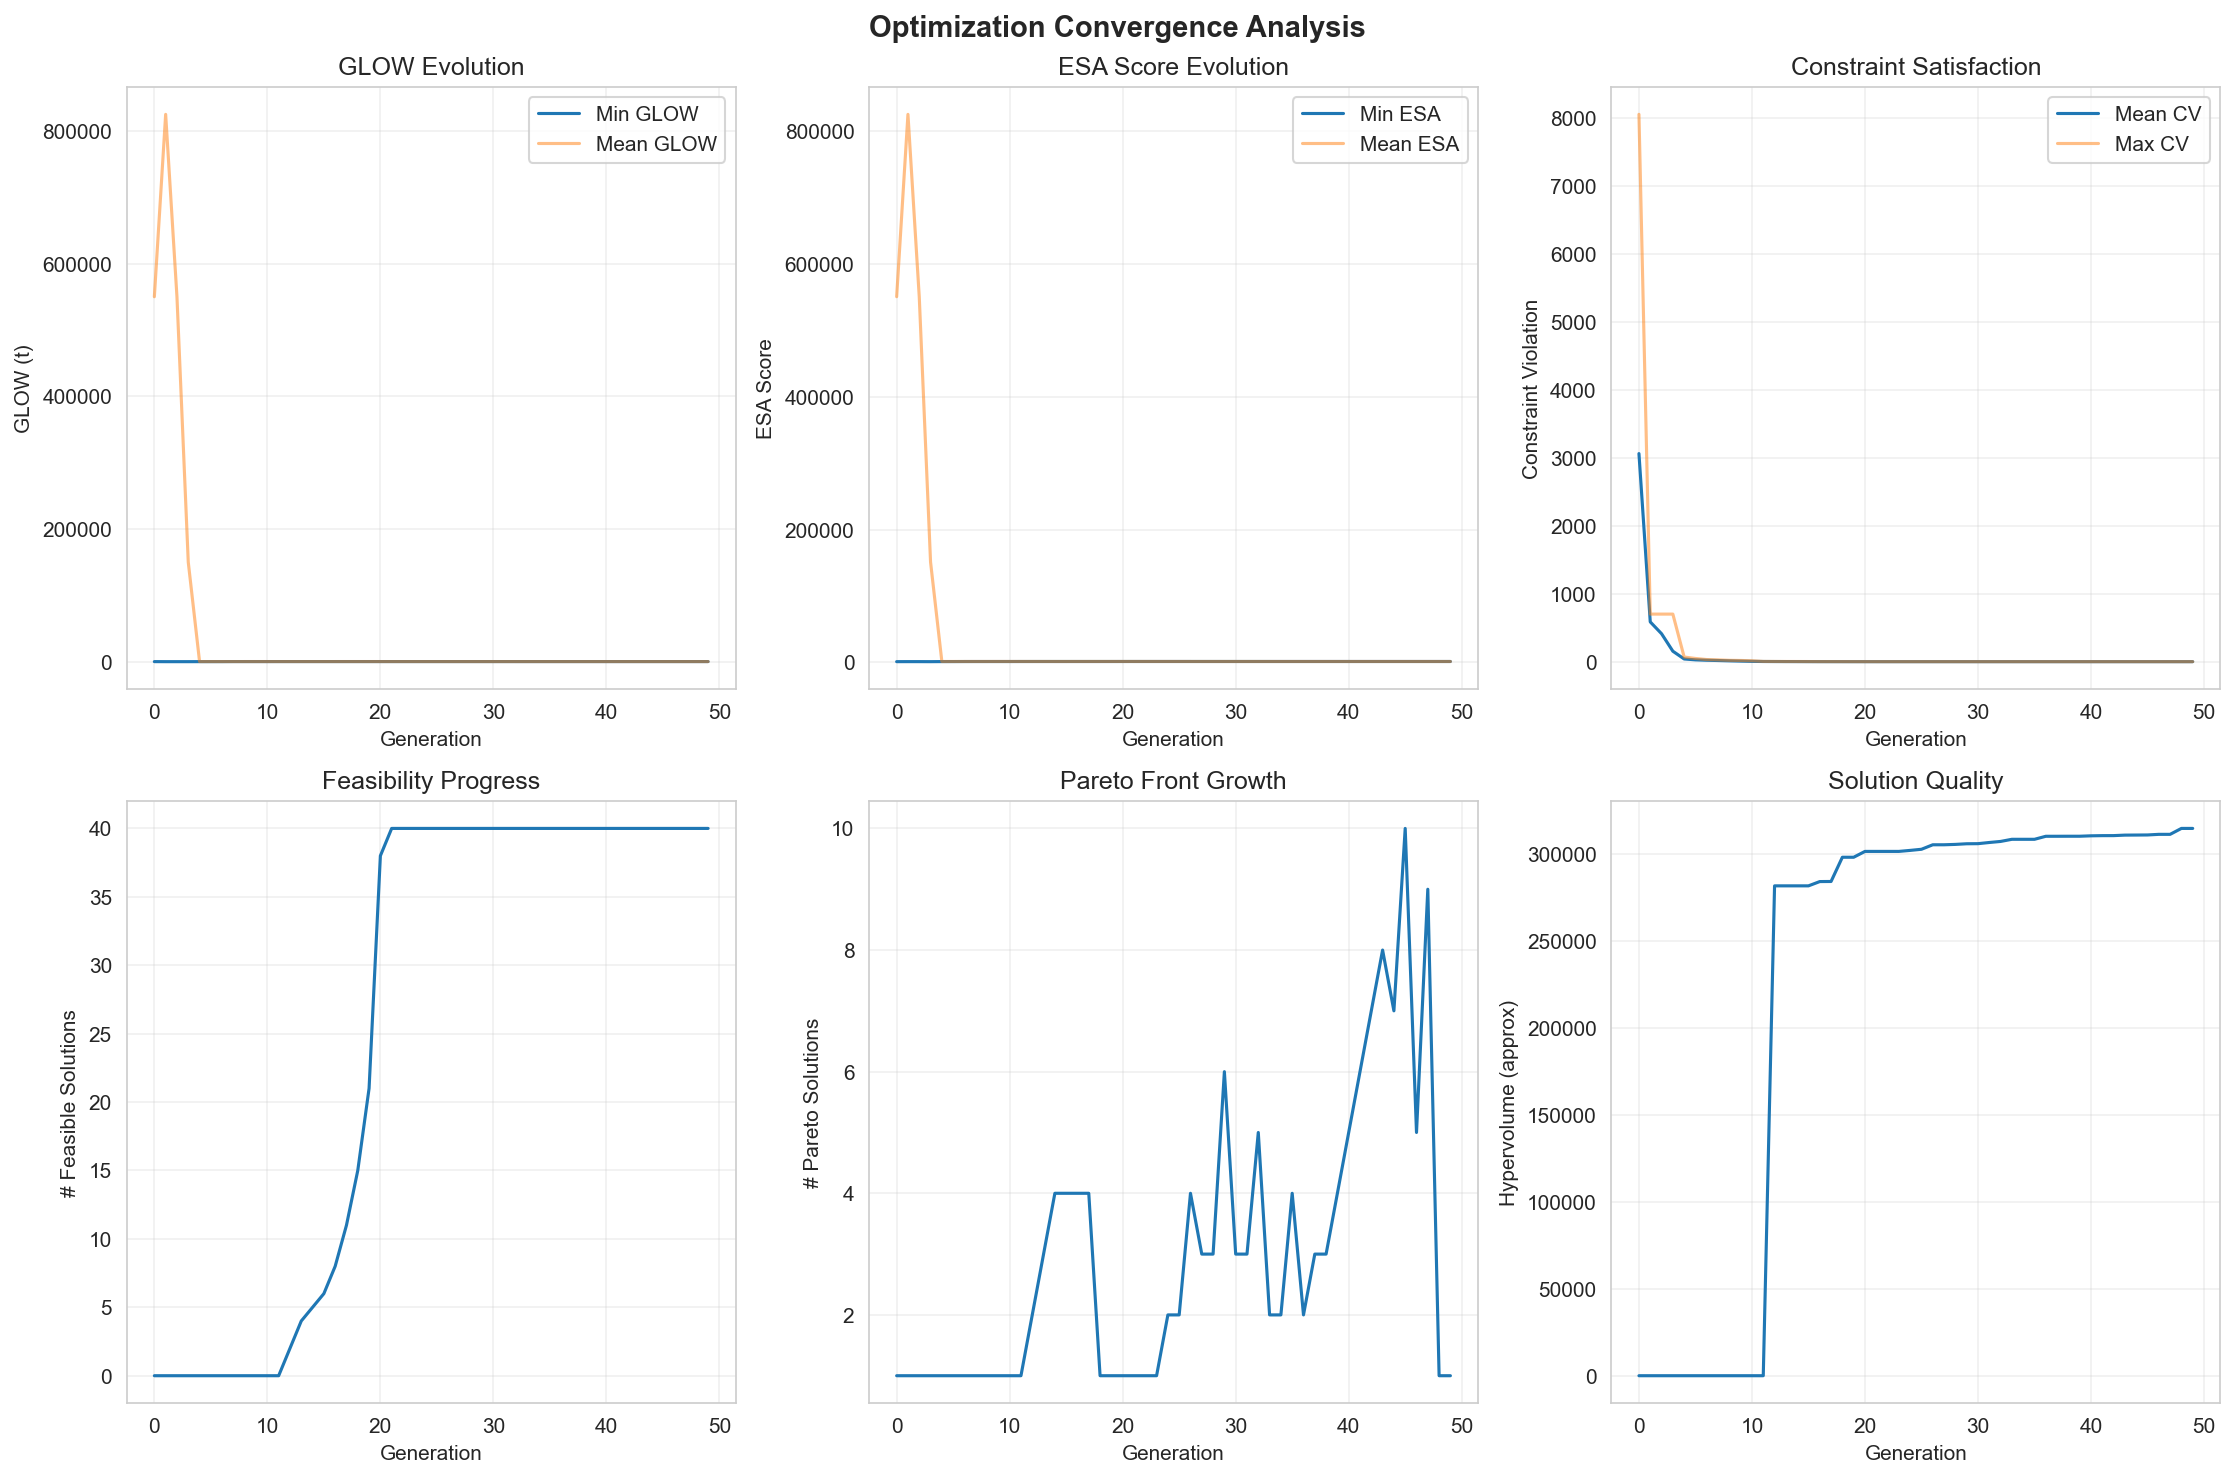 Optimization Convergence Analysis
GLOW Evolution
Min GLOW
Mean GLOW
GLOW (t)
800000
600000
400000
200000
0
0 10 20 30 40 50
Generation
ESA Score Evolution
Min ESA
Mean ESA
ESA Score
800000
600000
400000
200000
0
0 10 20 30 40 50
Generation
Constraint Satisfaction
Mean CV
Max CV
Constraint Violation
8000
7000
6000
5000
4000
3000
2000
1000
0
0 10 20 30 40 50
Generation
Feasibility Progress
# Feasible Solutions
40
35
30
25
20
15
10
5
0
0 10 20 30 40 50
Generation
Pareto Front Growth
# Pareto Solutions
10
8
6
4
2
0 10 20 30 40 50
Generation
Solution Quality
Hypervolume (approx)
300000
250000
200000
150000
100000
50000
0
0 10 20 30 40 50
Generation